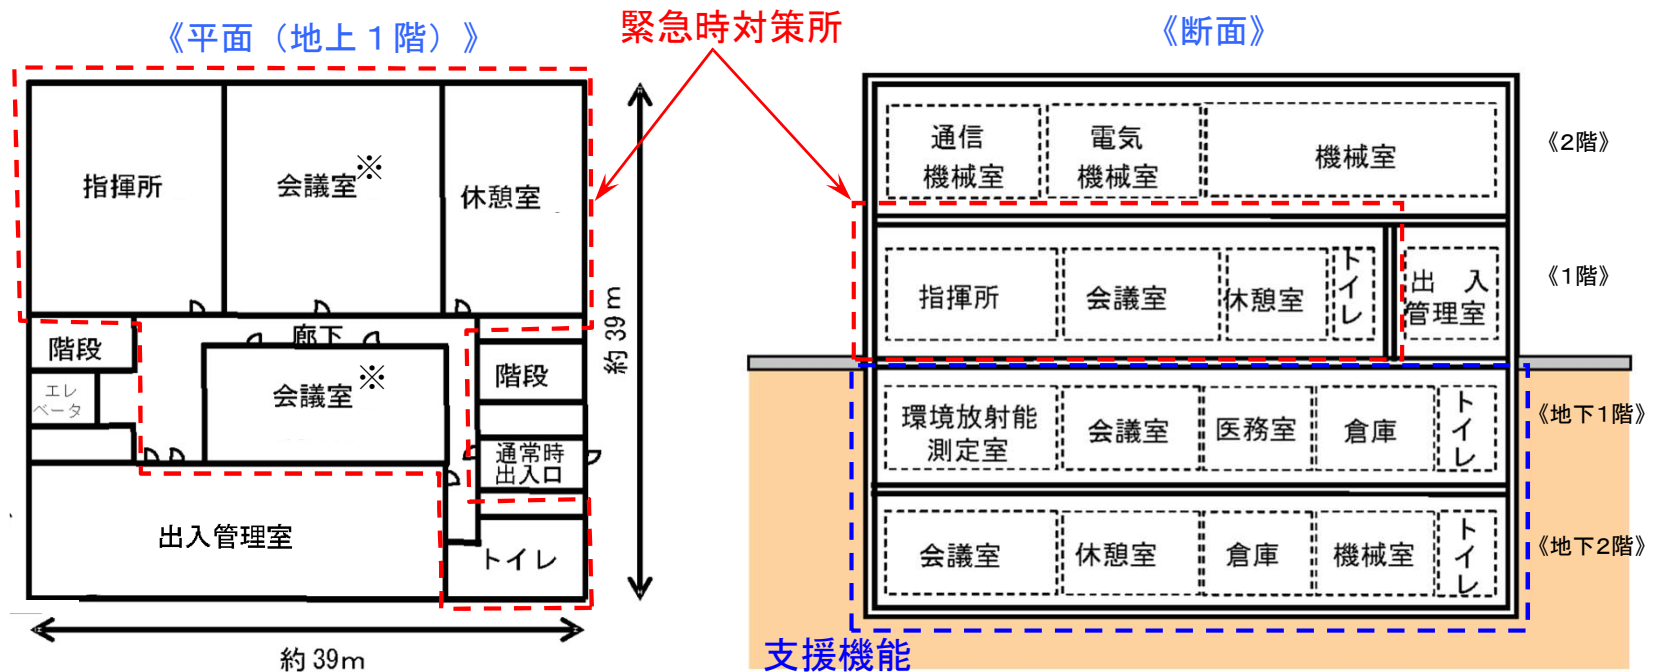 《平面（地上１階）》
緊急時対策所
《断面》
指揮所
会議室※
休憩室
廊下
階段
エレ
ベータ
会議室※
階段
通常時
出入口
出入管理室
トイレ
約39m
約39m
通信
機械室
電気
機械室
機械室
《2階》
指揮所
会議室
休憩室
トイレ
出 入
管理室
《1階》
環境放射能
測定室
会議室
医務室
倉庫
トイレ
《地下1階》
会議室
休憩室
倉庫
機械室
トイレ
《地下2階》
支援機能